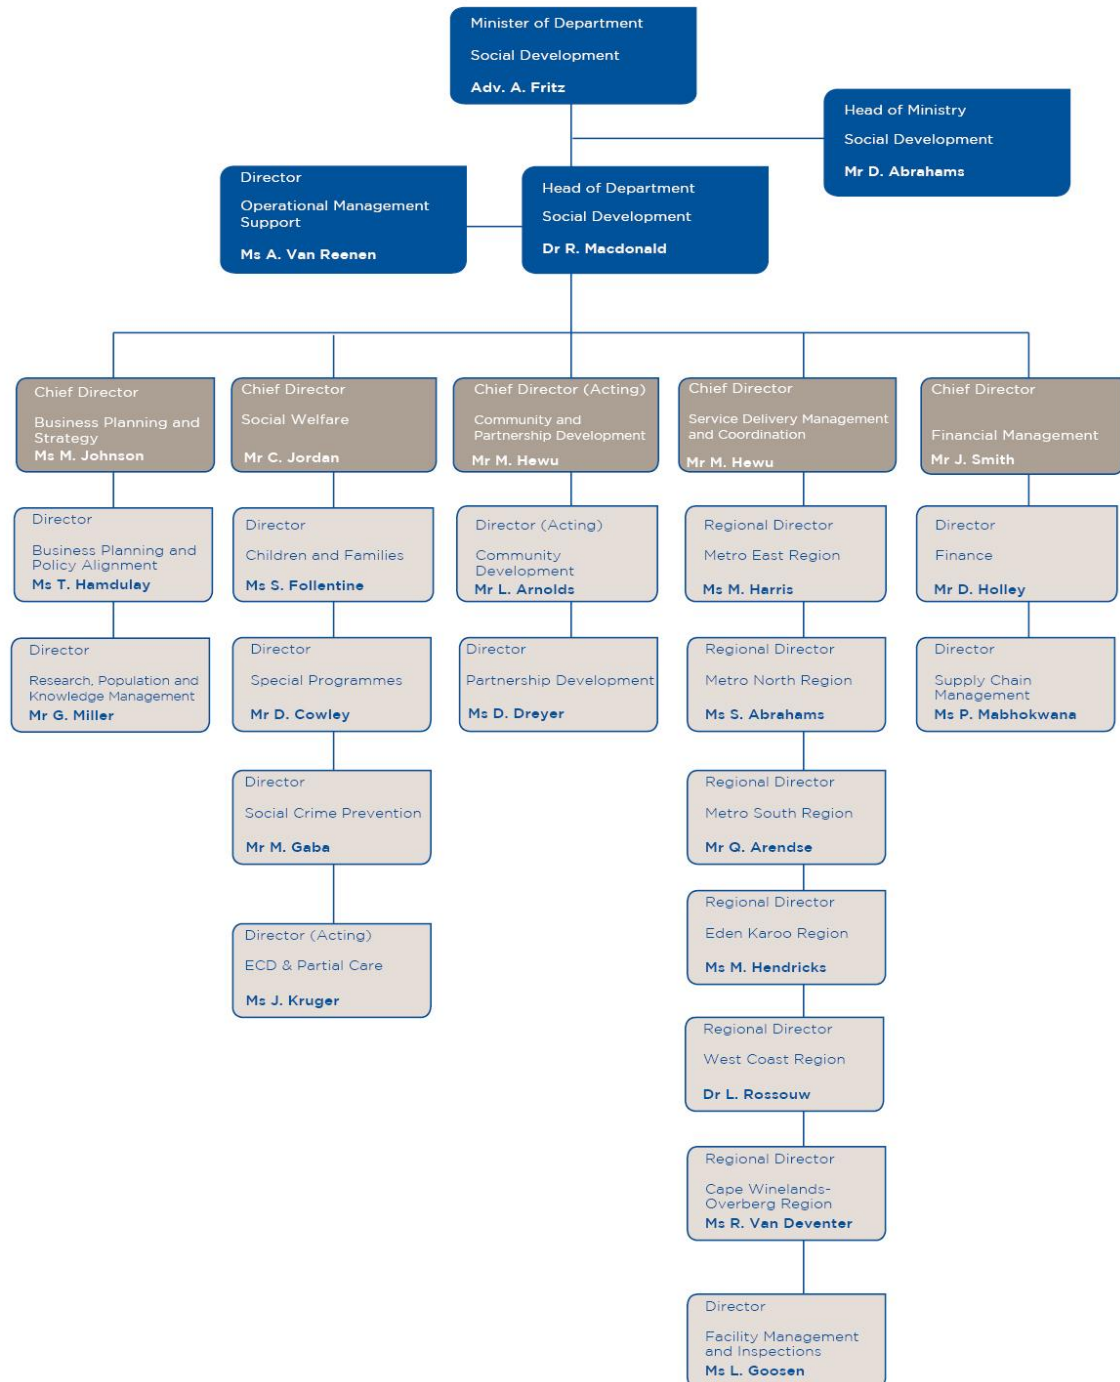 Minister of Department
Social Development
Adv. A. Fritz
Head of Ministry
Social Development
Mr D. Abrahams
Director
Operational Management
Support
Ms A. Van Reenen
Head of Department
Social Development
Dr R. Macdonald
Chief Director
Business Planning and
Strategy
Ms M. Johnson
Chief Director
Social Welfare
Mr C. Jordan
Chief Director (Acting)
Community and
Partnership Development
Mr M. Hewu
Chief Director
Service Delivery Management
and Coordination
Mr M. Hewu
Chief Director
Financial Management
Mr J. Smith
Director
Business Planning and
Policy Alignment
Ms T. Hamdulay
Director
Children and Families
Ms S. Follentine
Director (Acting)
Community
Development
Mr L. Arnolds
Regional Director
Metro East Region
Ms M. Harris
Director
Finance
Mr D. Holley
Director
Research, Population and
Knowledge Management
Mr G. Miller
Director
Special Programmes
Mr D. Cowley
Director
Partnership Development
Ms D. Dreyer
Regional Director
Metro North Region
Ms S. Abrahams
Director
Supply Chain
Management
Ms P. Mabhokwana
Director
Social Crime Prevention
Mr M. Gaba
Regional Director
Metro South Region
Mr Q. Arendse
Director (Acting)
ECD & Partial Care
Ms J. Kruger
Regional Director
Eden Karoo Region
Ms M. Hendricks
Regional Director
West Coast Region
Dr L. Rossouw
Regional Director
Cape Winelands-
Overberg Region
Ms R. Van Deventer
Director
Facility Management
and Inspections
Ms L. Goosen